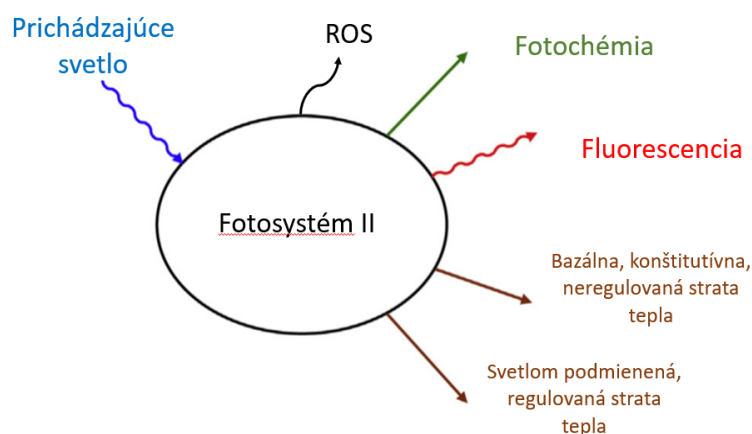 Prichádzajúce
svetlo
ROS
Fotochémia
Fluorescencia
Fotosystém II
Bazálna, konštitutívna,
neregulovaná strata
tepla
Svetlom podmienená,
regulovaná strata
tepla